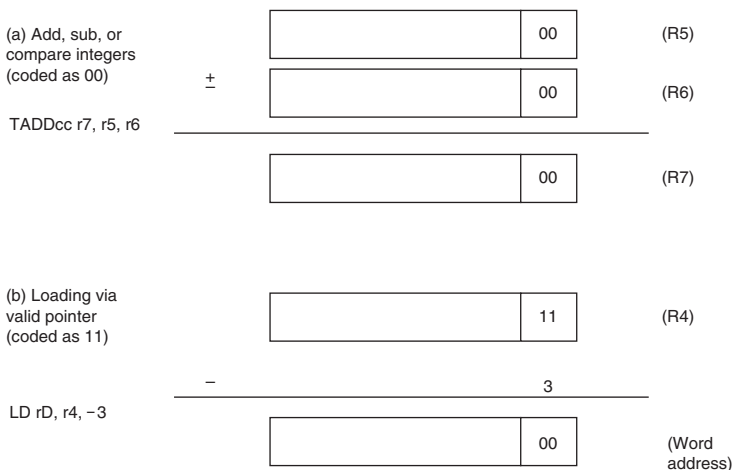 (a) Add, sub, or
compare integers
(coded as 00)
TADDcc r7, r5, r6
00 (R5)
± 00 (R6)
00 (R7)
(b) Loading via
valid pointer
(coded as 11)
LD rD, r4, −3
11 (R4)
− 3
00 (Word
address)